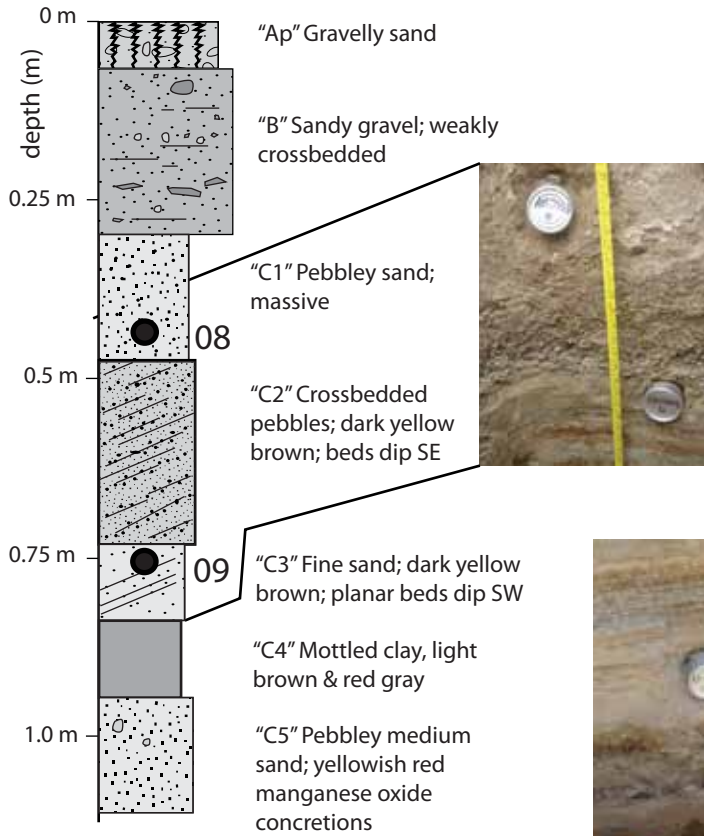 0 m
"Ap" Gravelly sand
depth (m)
"B" Sandy gravel; weakly
crossbedded
0.25 m
"C1" Pebbley sand;
massive
08
0.5 m
"C2" Crossbedded
pebbles; dark yellow
brown; beds dip SE
0.75 m
09
"C3" Fine sand; dark yellow
brown; planar beds dip SW
"C4" Mottled clay, light
brown & red gray
1.0 m
"C5" Pebbley medium
sand; yellowish red
manganese oxide
concretions